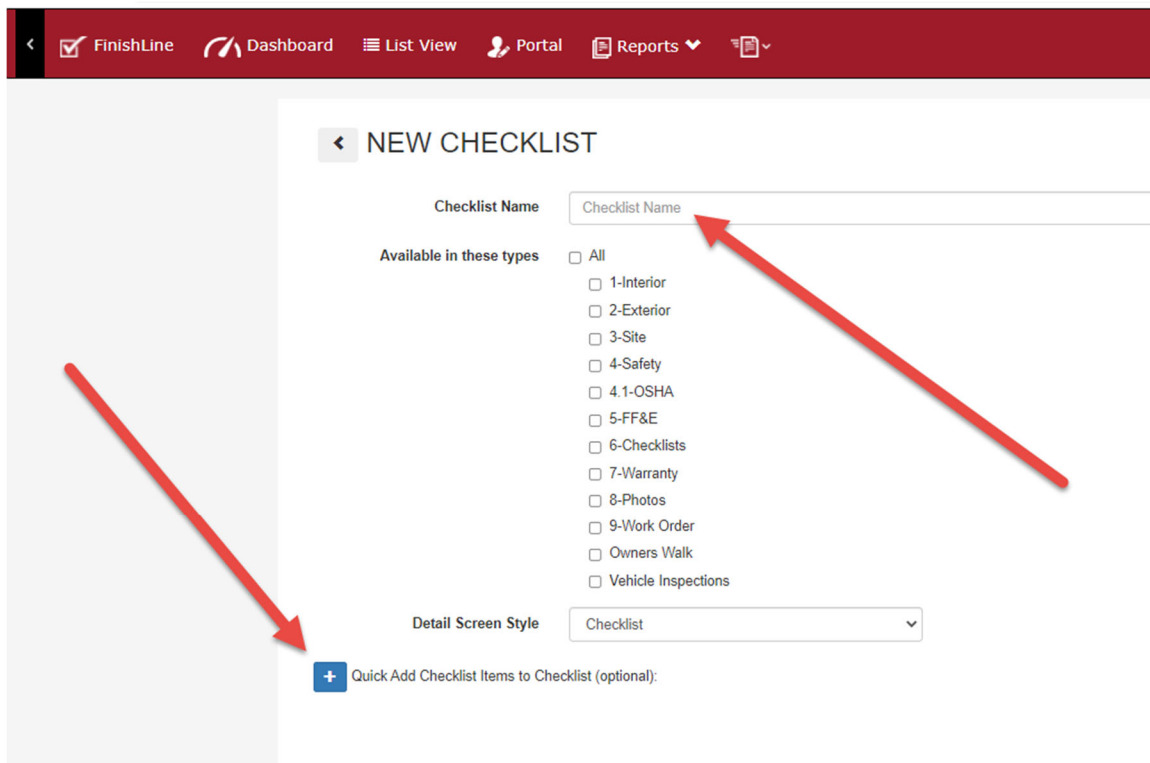 FinishLine Dashboard List View Portal Reports
NEW CHECKLIST
Checklist Name Checklist Name
Available in these types All
1-Interior
2-Exterior
3-Site
4-Safety
4.1-OSHA
5-FF&E
6-Checklists
7-Warranty
8-Photos
9-Work Order
Owners Walk
Vehicle Inspections
Detail Screen Style Checklist
+ Quick Add Checklist Items to Checklist (optional):